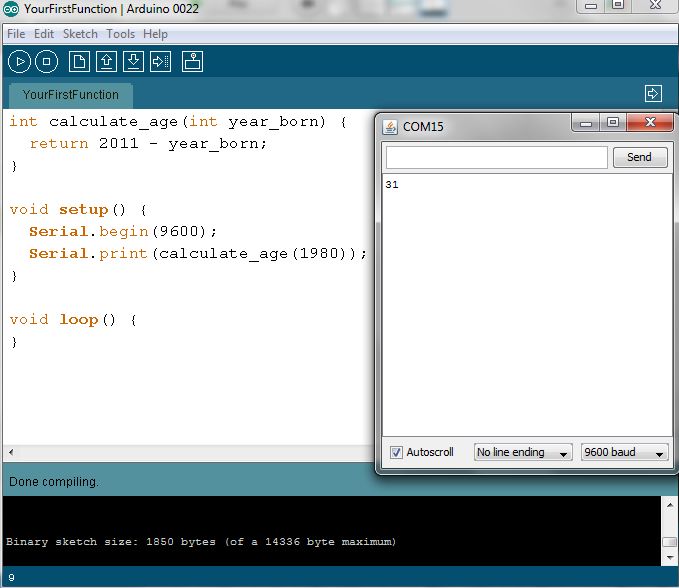 YourFirstFunction | Arduino 0022
File Edit Sketch Tools Help
YourFirstFunction
int calculate_age(int year_born) {
  return 2011 - year_born;
}
void setup() {
  Serial.begin(9600);
  Serial.print(calculate_age(1980));
}
void loop() {
}
COM15
Send
31
Autoscroll
No line ending
9600 baud
Done compiling.
Binary sketch size: 1850 bytes (of a 14336 byte maximum)
9